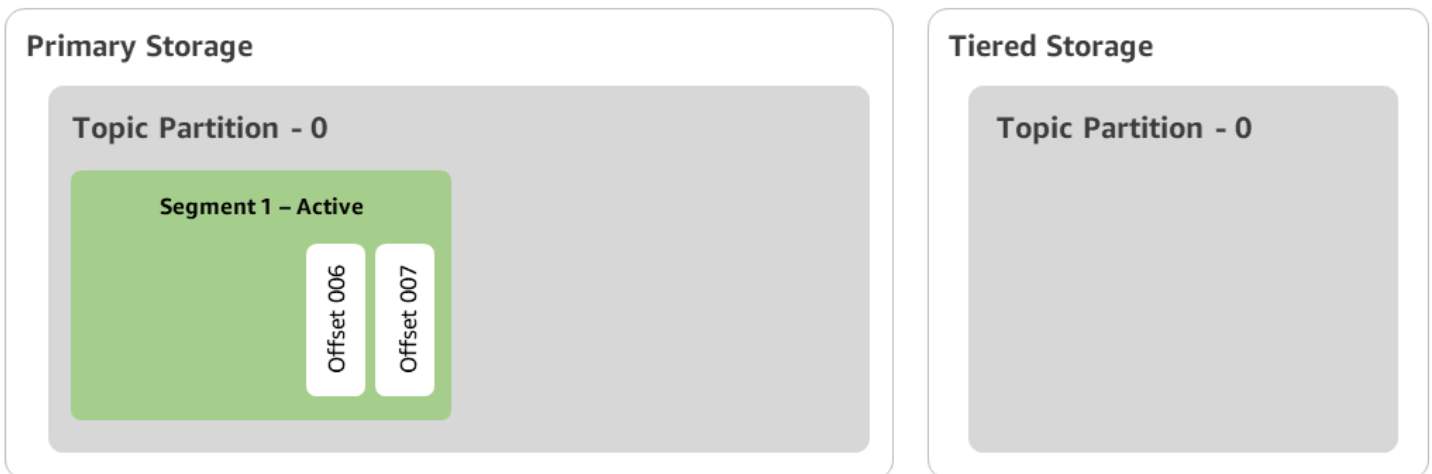 Primary Storage
Topic Partition - 0
Segment 1 – Active
Offset 006
Offset 007
Tiered Storage
Topic Partition - 0